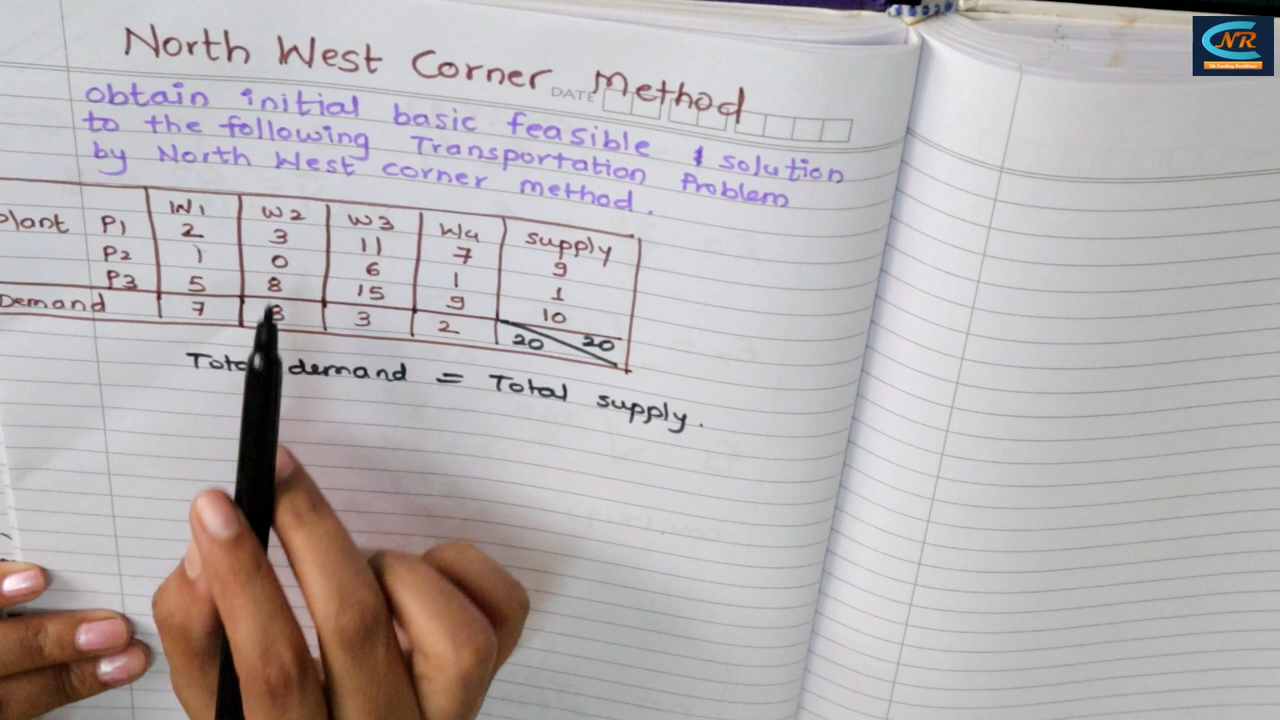 North West Corner Method
DATE
obtain initial basic feasible solution
to the following Transportation Problem
by North West corner method.
W1 W2 W3 W4 supply
Plant P1 2 3 11 7 9
P2 1 0 6 1 1
P3 5 8 15 9 10
Demand 7 8 3 2 20 20
Total demand = Total supply.
NR